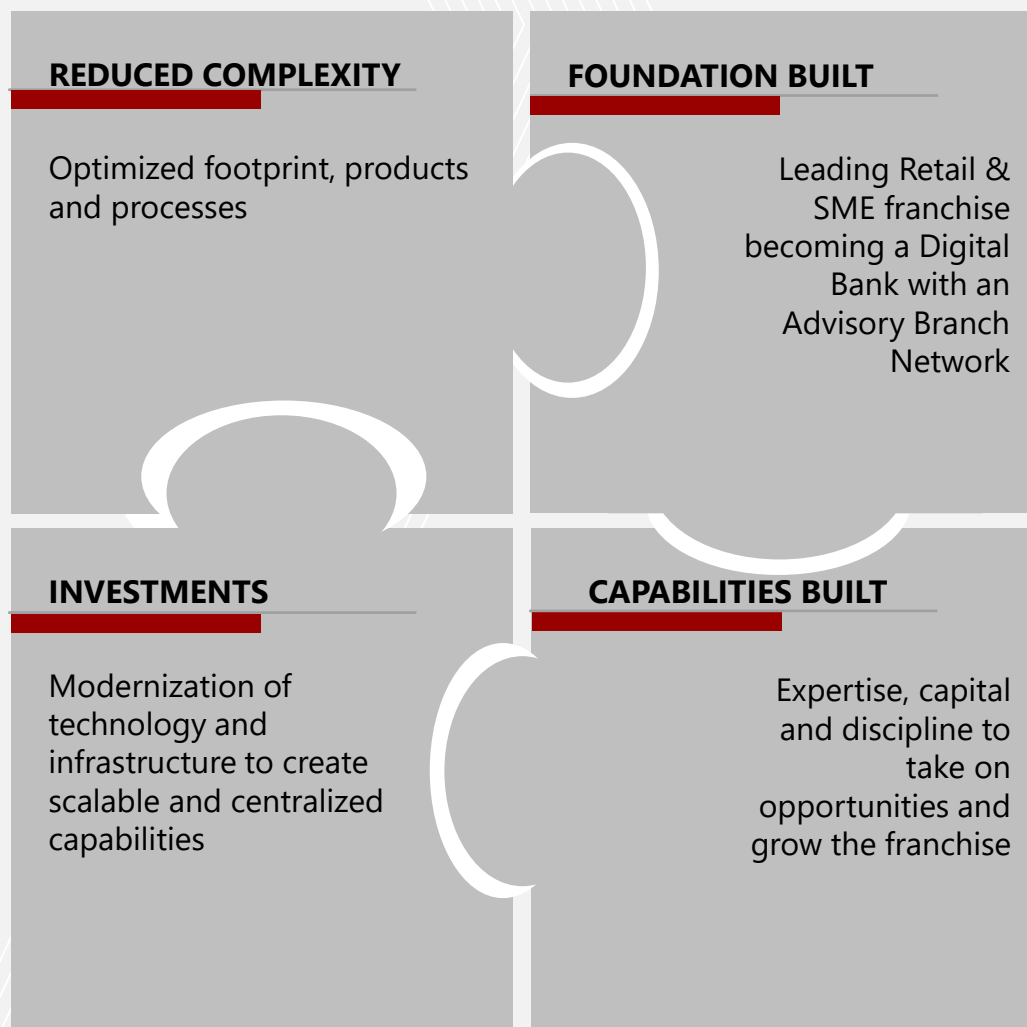 REDUCED COMPLEXITY
Optimized footprint, products
and processes
FOUNDATION BUILT
Leading Retail &
SME franchise
becoming a Digital
Bank with an
Advisory Branch
Network
INVESTMENTS
Modernization of
technology and
infrastructure to create
scalable and centralized
capabilities
CAPABILITIES BUILT
Expertise, capital
and discipline to
take on
opportunities and
grow the franchise